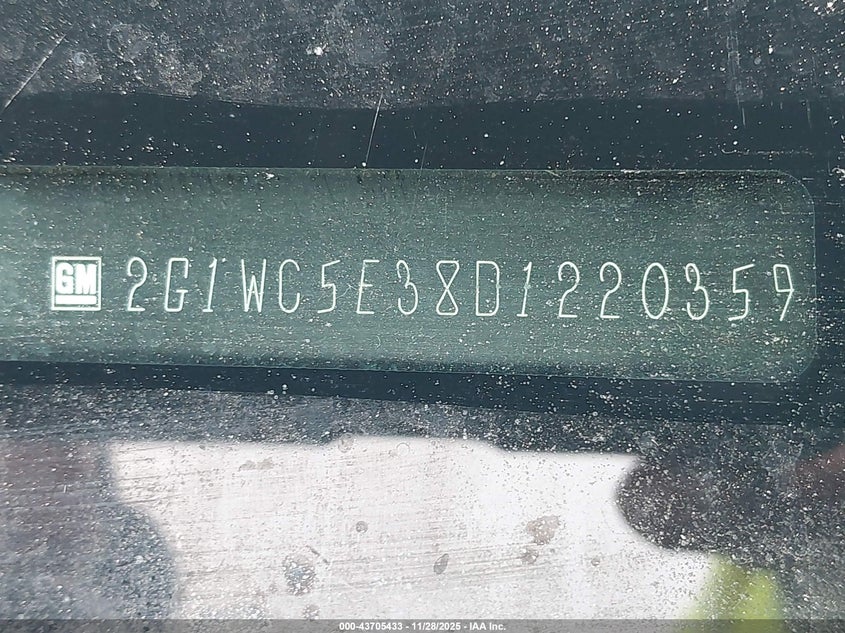 GM 2G1WC5E38D1220359
000-43705433 - 11/28/2025 - IAA Inc.